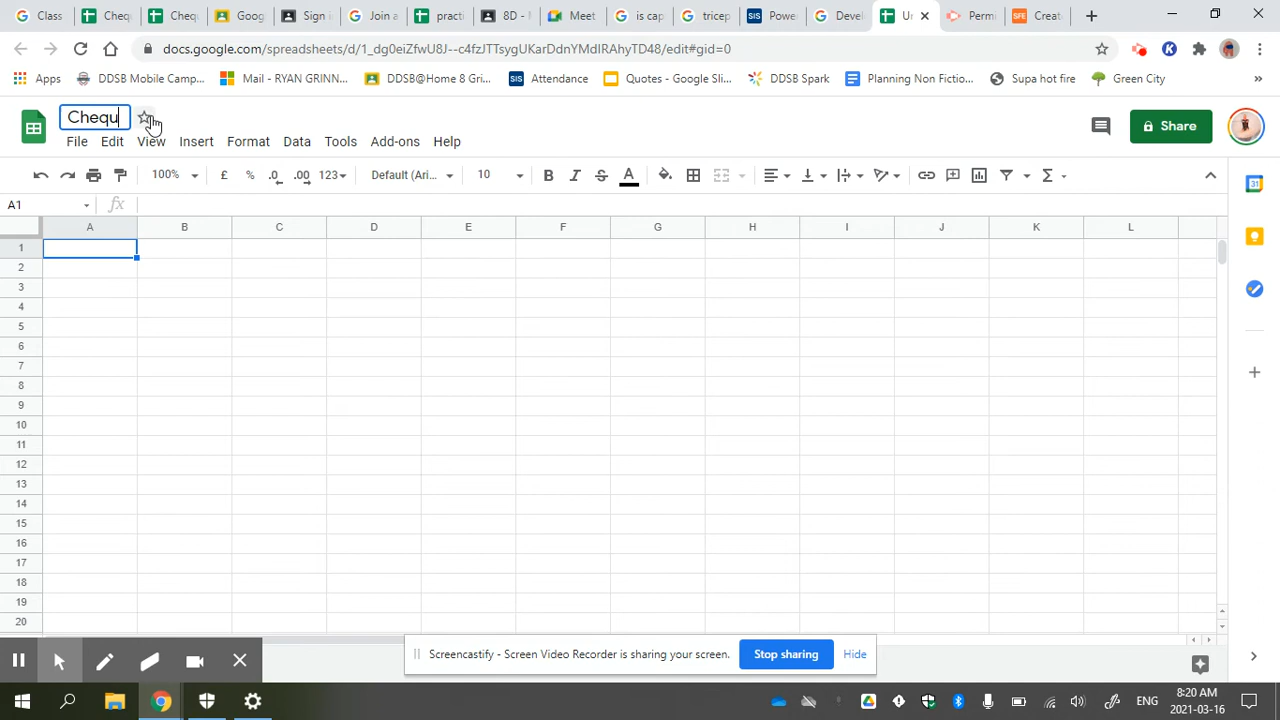 Class
Chequ
Che
Goog
Sign i
Join a
practi
8D -
Meet
is cap
tricep
Powe
Devel
Ur
Permi
Creat
docs.google.com/spreadsheets/d/1_dg0eiZfwU8J--c4fzJTTsygUKarDdnYMdIRAhyTD48/edit#gid=0
Apps
DDSB Mobile Camp...
Mail - RYAN GRINN...
DDSB@Home 8 Gri...
SIS Attendance
Quotes - Google Slid...
DDSB Spark
Planning Non Fictio...
Supa hot fire
Green City
»
Chequ
Share
File Edit View Insert Format Data Tools Add-ons Help
100% £ % .0 .00 123 Default (Ari... 10 B I S A Σ
A1 fx
A B C D E F G H I J K L
1
2
3
4
5
6
7
8
9
10
11
12
13
14
15
16
17
18
19
20
Screencastify - Screen Video Recorder is sharing your screen. Stop sharing Hide
ENG
8:20 AM
2021-03-16